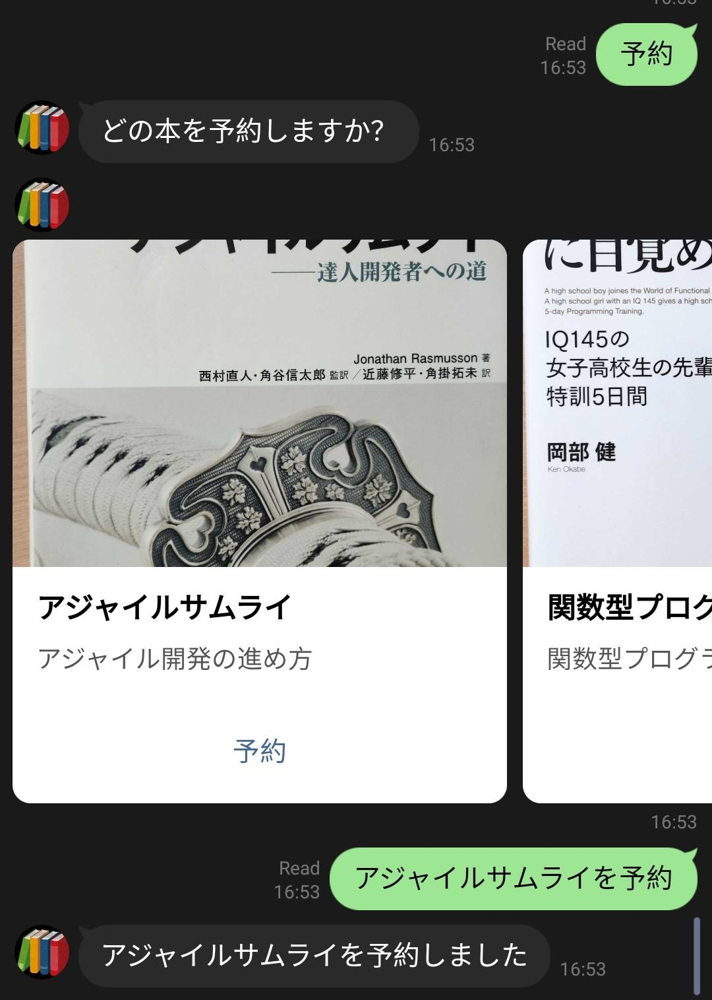 Read
16:53
予約
どの本を予約しますか?
16:53
――達人開発者への道
Jonathan Rasmusson 著
西村直人・角谷信太郎 監訳／近藤修平・角掛拓未 訳
アジャイルサムライ
アジャイル開発の進め方
予約
に目覚め
A high school boy joines the World of Functional
A high school girl with an IQ 145 gives a high sch
5-day Programming Training.
IQ145の
女子高校生の先輩
特訓5日間
岡部 健
Ken Okabe
関数型プログ
関数型プログラ
16:53
Read
16:53
アジャイルサムライを予約
アジャイルサムライを予約しました
16:53